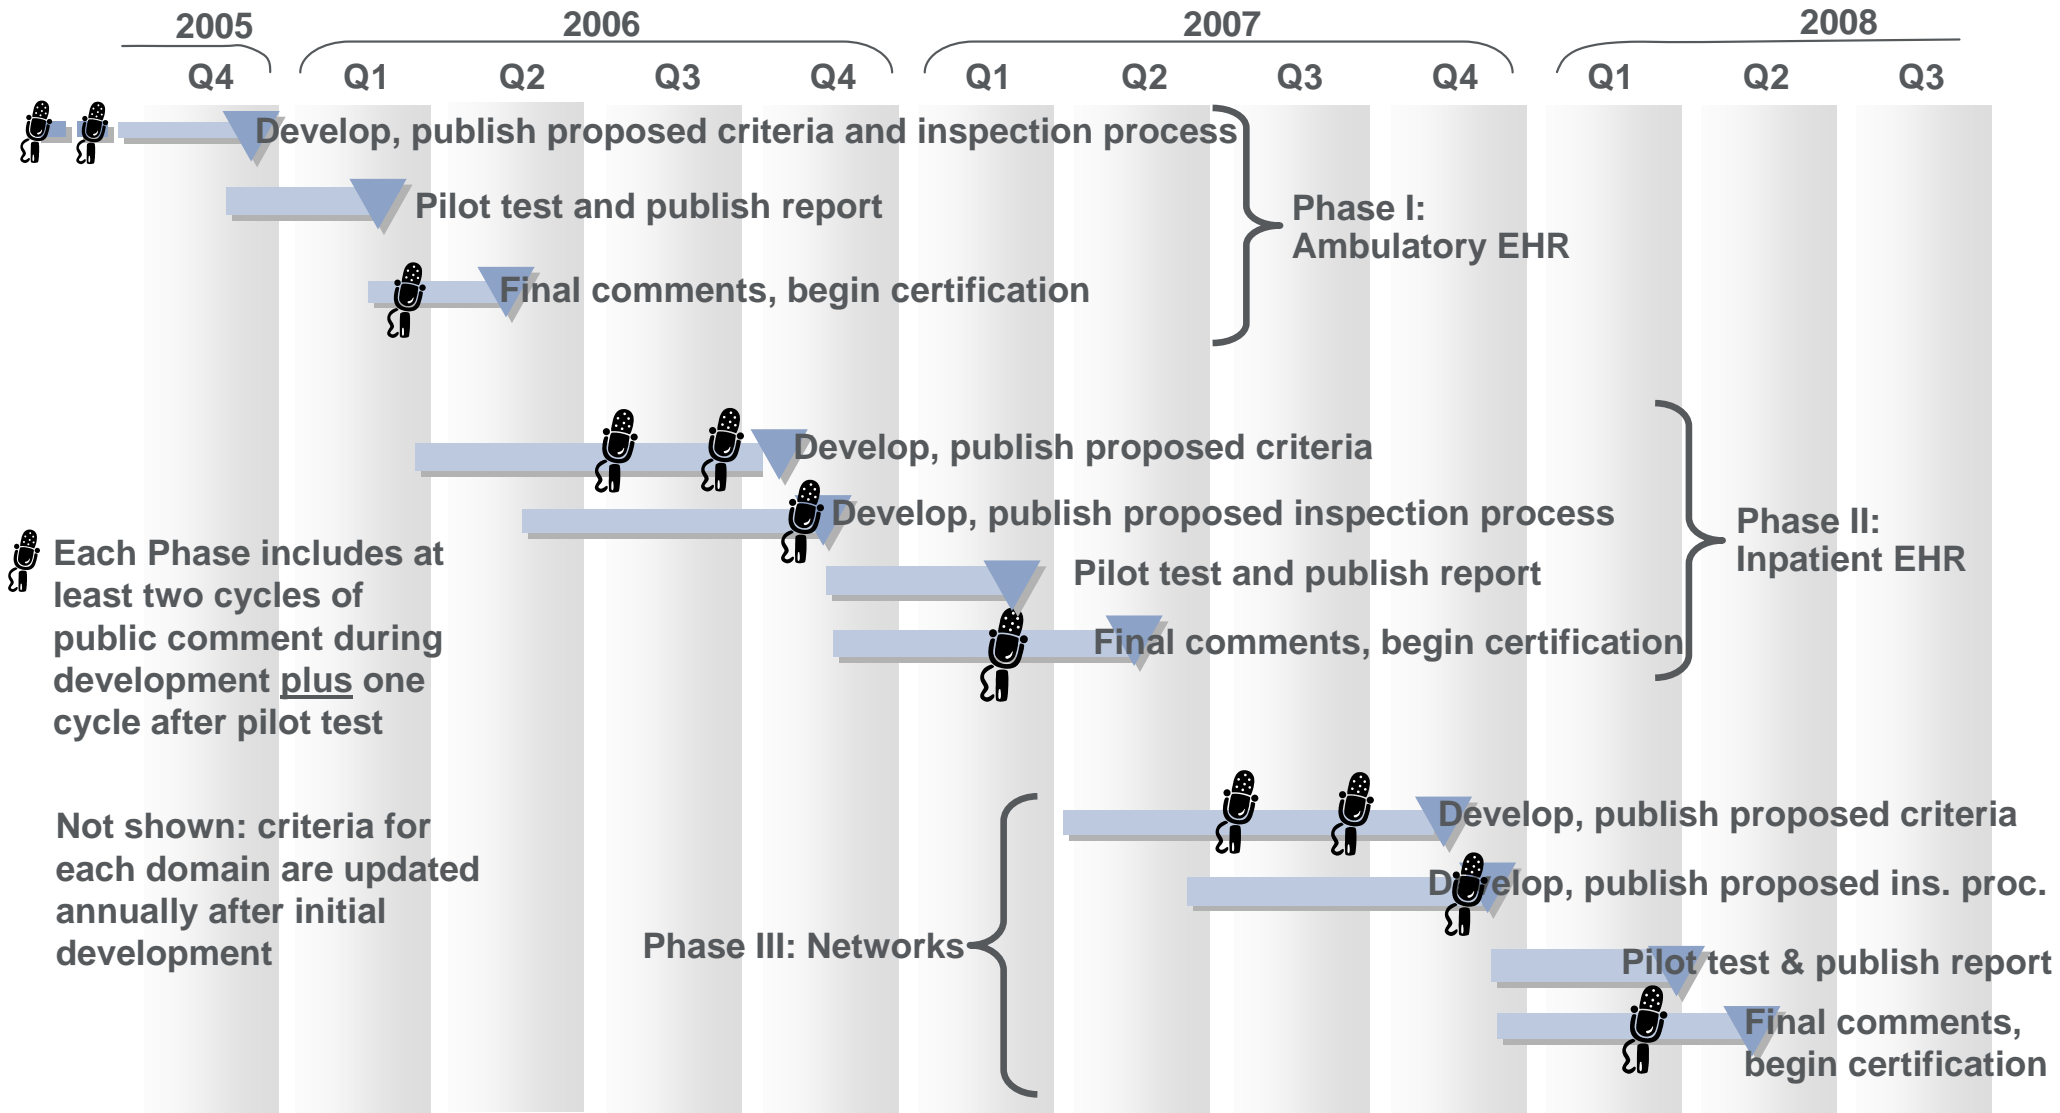 2005
2006
2007
2008
Q4
Q1
Q2
Q3
Q4
Q1
Q2
Q3
Q4
Q1
Q2
Q3
Develop, publish proposed criteria and inspection process
Pilot test and publish report
Final comments, begin certification
Phase I:
Ambulatory EHR
Develop, publish proposed criteria
Develop, publish proposed inspection process
Pilot test and publish report
Final comments, begin certification
Phase II:
Inpatient EHR
Each Phase includes at
least two cycles of
public comment during
development plus one
cycle after pilot test
Not shown: criteria for
each domain are updated
annually after initial
development
Phase III: Networks
Develop, publish proposed criteria
Develop, publish proposed ins. proc.
Pilot test & publish report
Final comments,
begin certification